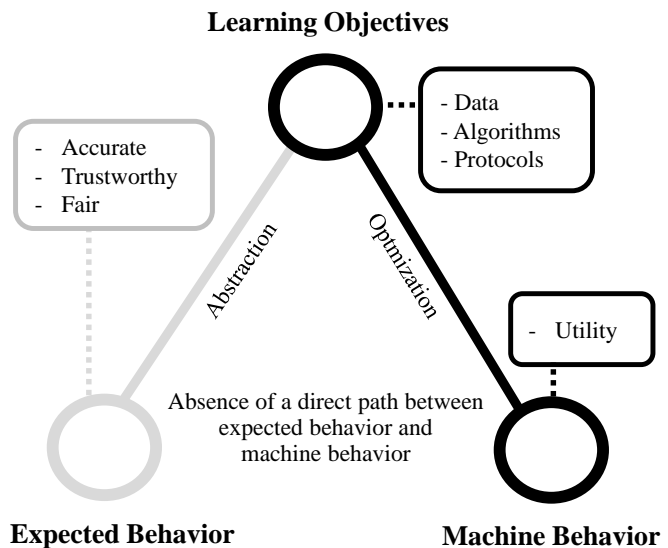 Learning Objectives
- Data
- Algorithms
- Protocols
- Accurate
- Trustworthy
- Fair
Abstraction
Optmization
- Utility
Absence of a direct path between
expected behavior and
machine behavior
Expected Behavior
Machine Behavior